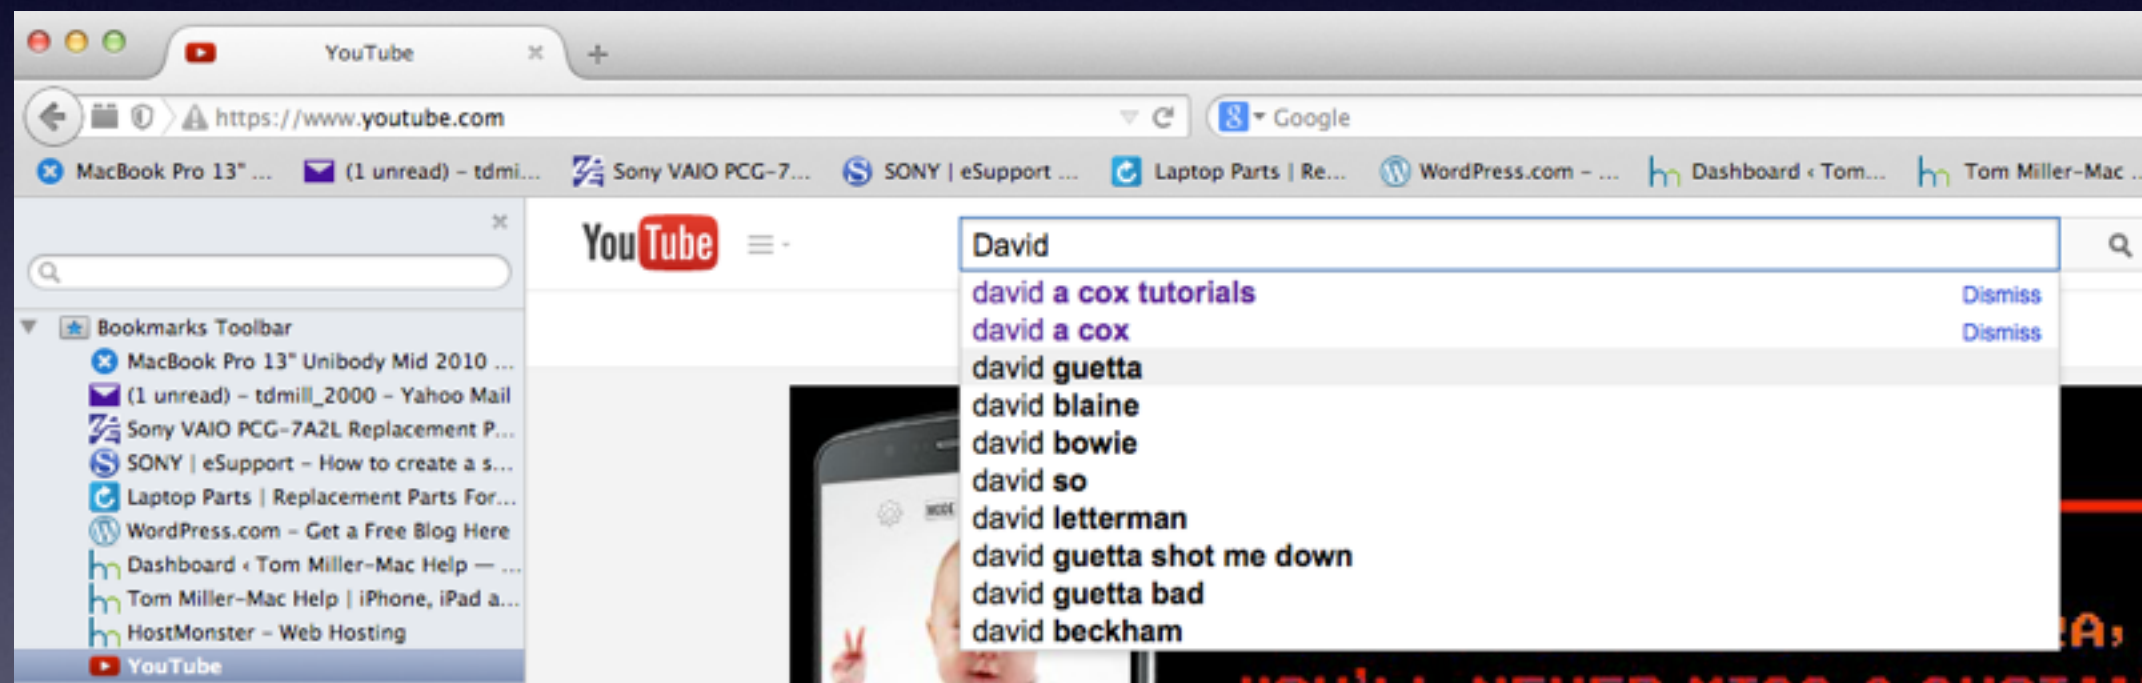 YouTube
https://www.youtube.com
Google
MacBook Pro 13" ... (1 unread) - tdmi... Sony VAIO PCG-7... SONY | eSupport ... Laptop Parts | Re... WordPress.com - ... Dashboard ‹ Tom... Tom Miller-Mac ...
YouTube
David
david a cox tutorials Dismiss
david a cox Dismiss
david guetta
david blaine
david bowie
david so
david letterman
david guetta shot me down
david guetta bad
david beckham
Bookmarks Toolbar
MacBook Pro 13" Unibody Mid 2010 ...
(1 unread) - tdmill_2000 - Yahoo Mail
Sony VAIO PCG-7A2L Replacement P...
SONY | eSupport - How to create a s...
Laptop Parts | Replacement Parts For...
WordPress.com - Get a Free Blog Here
Dashboard ‹ Tom Miller-Mac Help — ...
Tom Miller-Mac Help | iPhone, iPad a...
HostMonster - Web Hosting
YouTube
MODE
YOU'LL NEVER MISS A